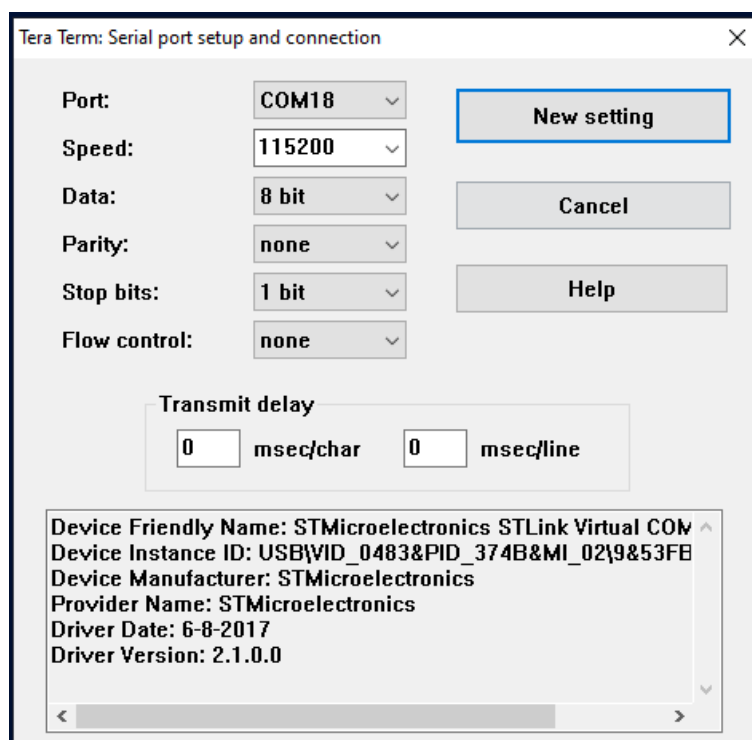 Tera Term: Serial port setup and connection
Port: COM18
New setting
Speed: 115200
Data: 8 bit
Cancel
Parity: none
Stop bits: 1 bit
Help
Flow control: none
Transmit delay
0 msec/char 0 msec/line
Device Friendly Name: STMicroelectronics STLink Virtual COM
Device Instance ID: USB\VID_0483&PID_374B&MI_02\9&53FB
Device Manufacturer: STMicroelectronics
Provider Name: STMicroelectronics
Driver Date: 6-8-2017
Driver Version: 2.1.0.0